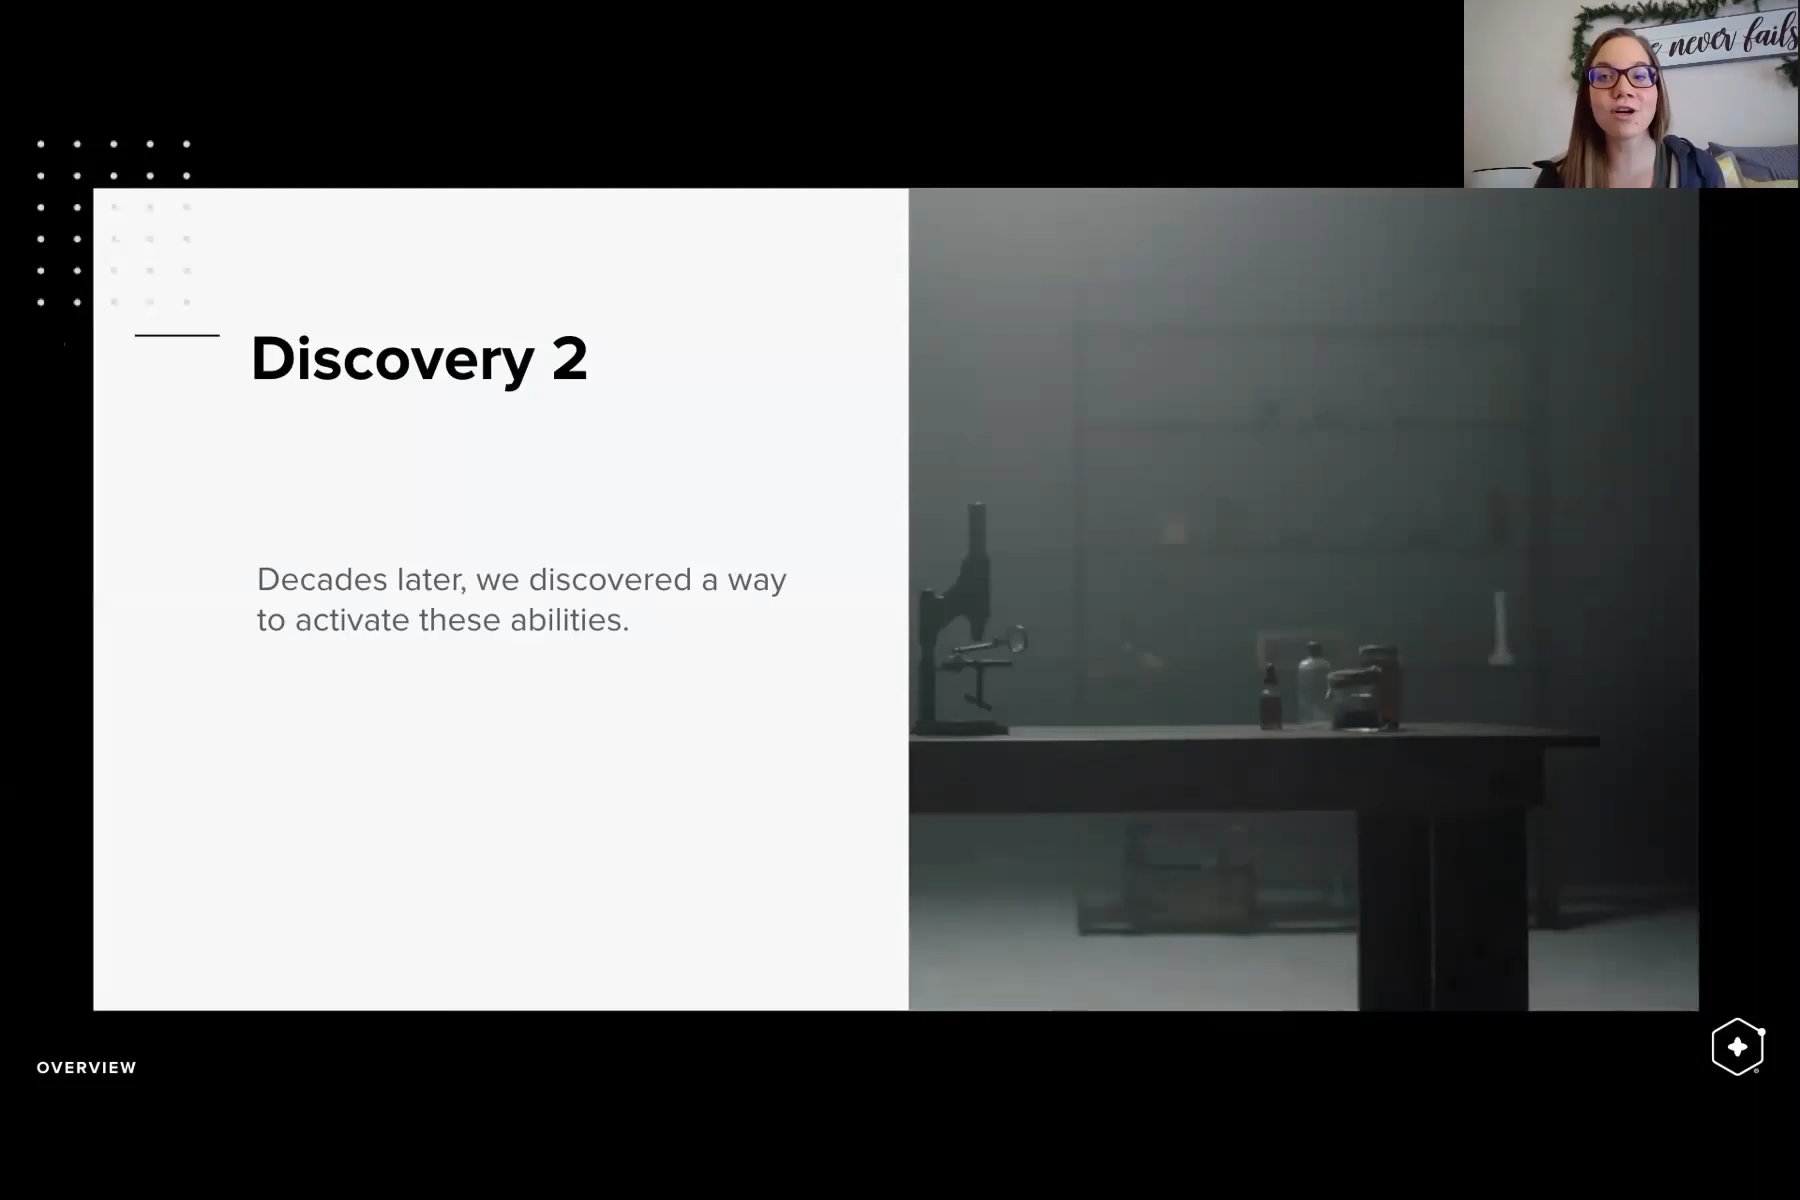 never fails
Discovery 2
Decades later, we discovered a way
to activate these abilities.
OVERVIEW